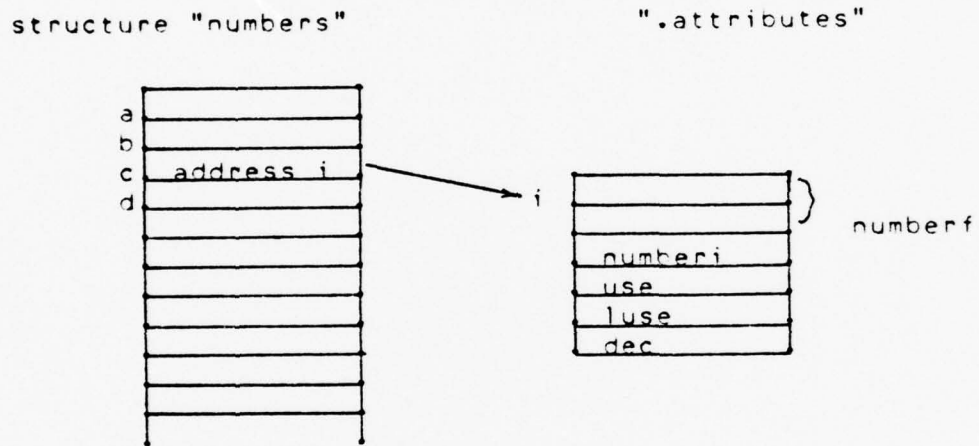 structure "numbers"
".attributes"
a
b
c address i
d
i
numberf
numberi
use
luse
dec